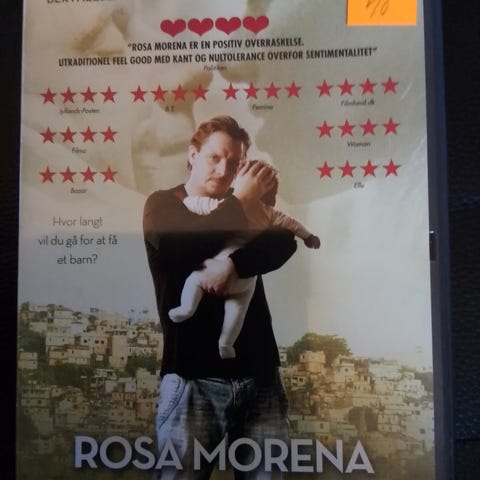 "ROSA MORENA ER EN POSITIV OVERRASKELSE.
UTRADITIONEL FEEL GOOD MED KANT OG NULTOLERANCE OVERFOR SENTIMENTALITET"
Politiken
Jyllands-Posten
B.T.
Femina
Filmland.dk
Filmz
Woman
Bazar
Ella
Hvor langt
vil du gå for at få
et barn?
ROSA MORENA